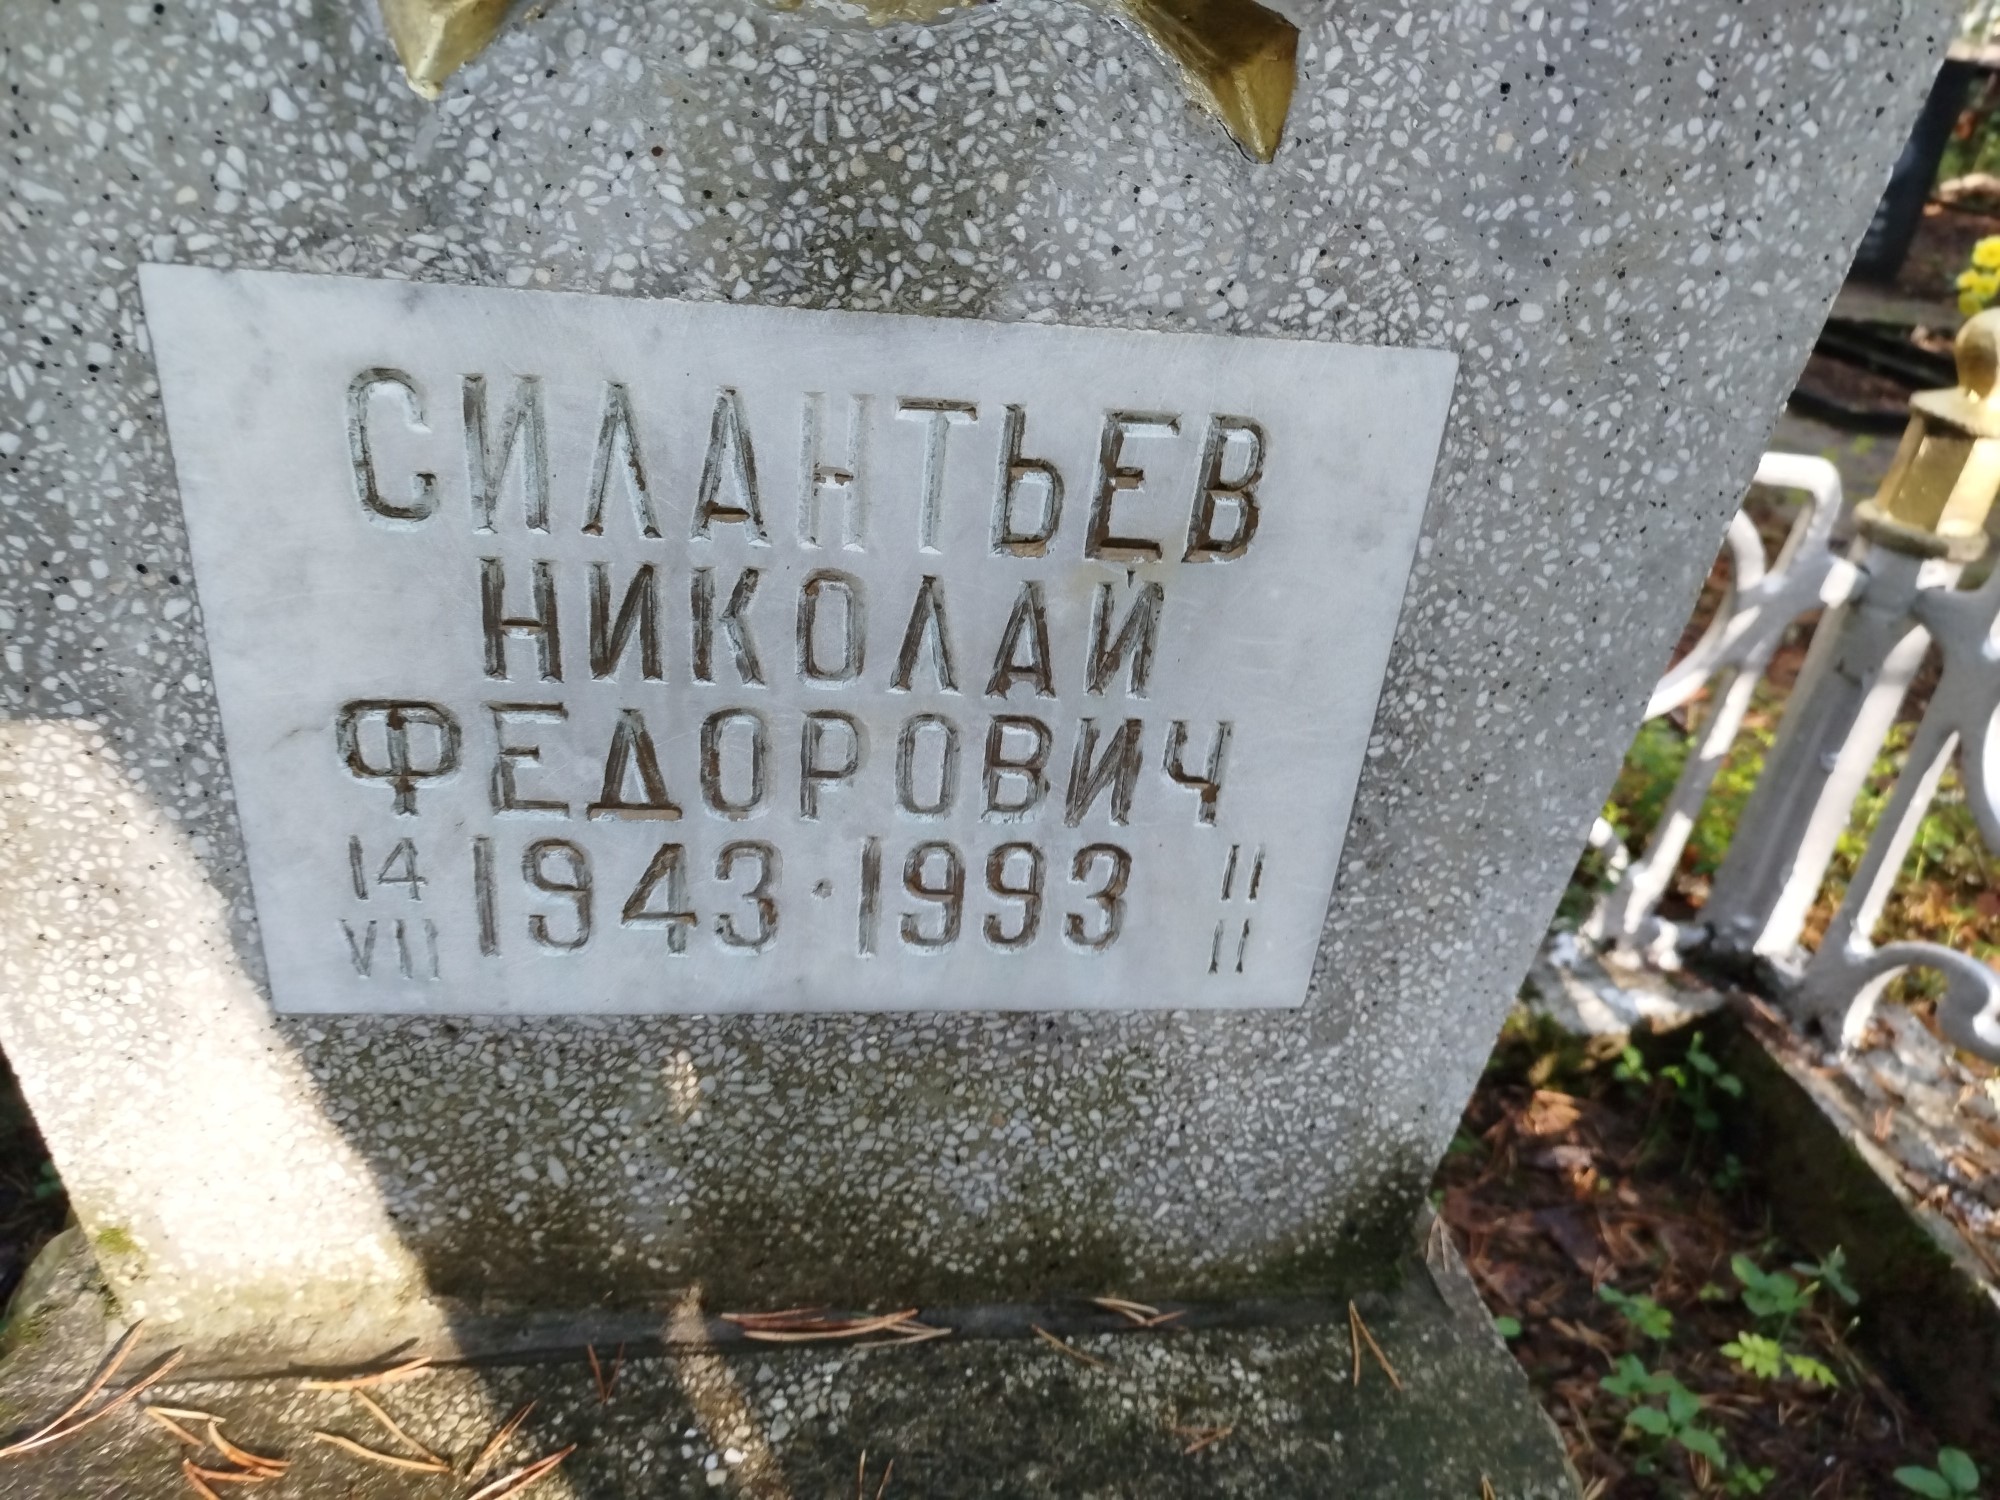 СИЛАНТЬЕВ
НИКОЛАЙ
ФЕДОРОВИЧ
14 VII 1943 · 1993 11 II